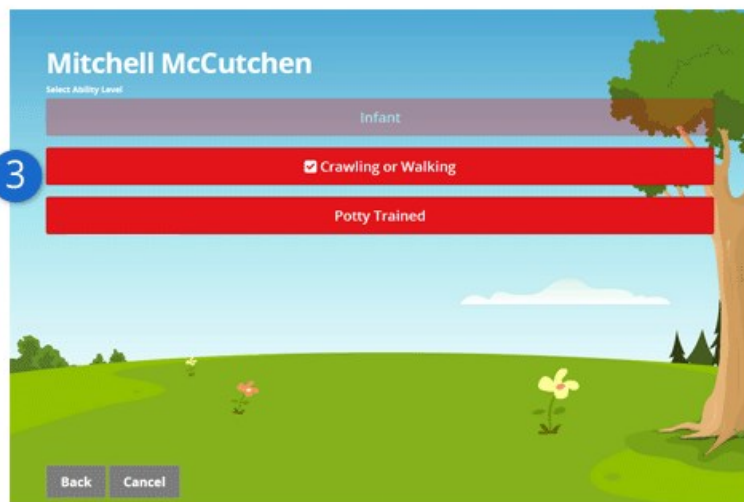 Mitchell McCutchen
Select Ability Level
Infant
3
Crawling or Walking
Potty Trained
Back Cancel